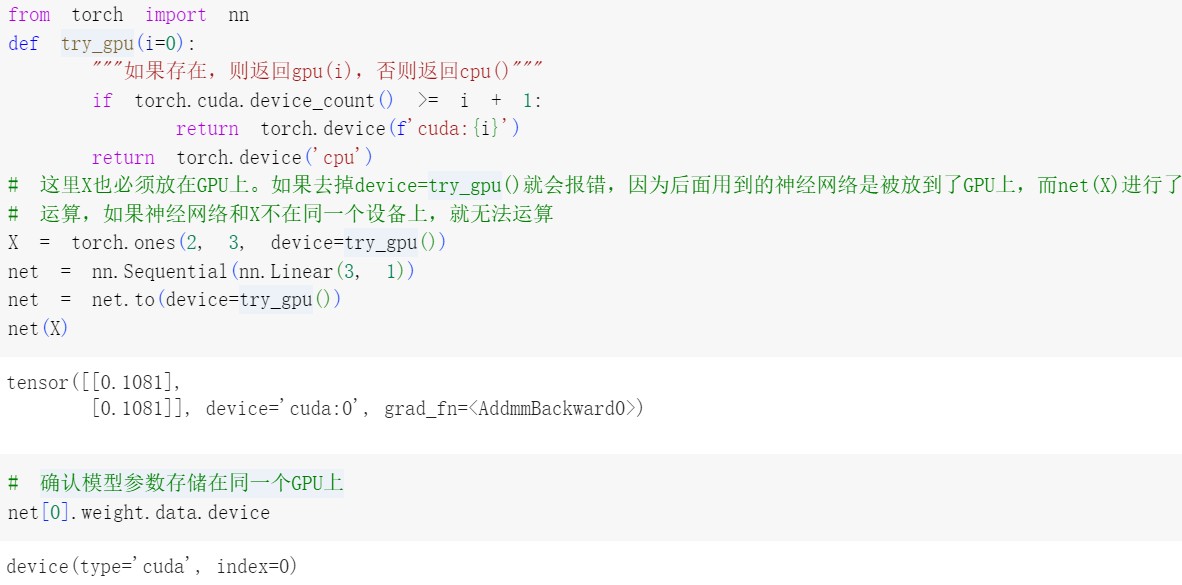 from torch import nn
def try_gpu(i=0):
"""如果存在，则返回gpu(i)，否则返回cpu()"""
if torch.cuda.device_count() >= i + 1:
return torch.device(f'cuda:{i}')
return torch.device('cpu')
# 这里X也必须放在GPU上。如果去掉device=try_gpu()就会报错，因为后面用到的神经网络是被放到了GPU上，而net(X)进行了
# 运算，如果神经网络和X不在同一个设备上，就无法运算
X = torch.ones(2, 3, device=try_gpu())
net = nn.Sequential(nn.Linear(3, 1))
net = net.to(device=try_gpu())
net(X)
tensor([[0.1081],
[0.1081]], device='cuda:0', grad_fn=<AddmmBackward0>)
# 确认模型参数存储在同一个GPU上
net[0].weight.data.device
device(type='cuda', index=0)